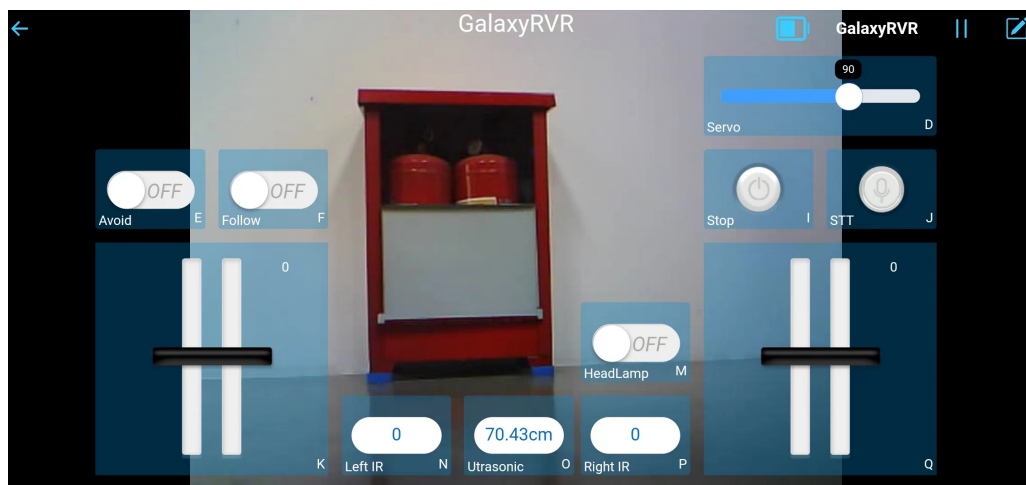 GalaxyRVR
GalaxyRVR
90
Servo D
OFF
Avoid E
OFF
Follow F
Stop I
STT J
0
K
0
Q
OFF
HeadLamp M
0
Left IR N
70.43cm
Utrasonic O
0
Right IR P